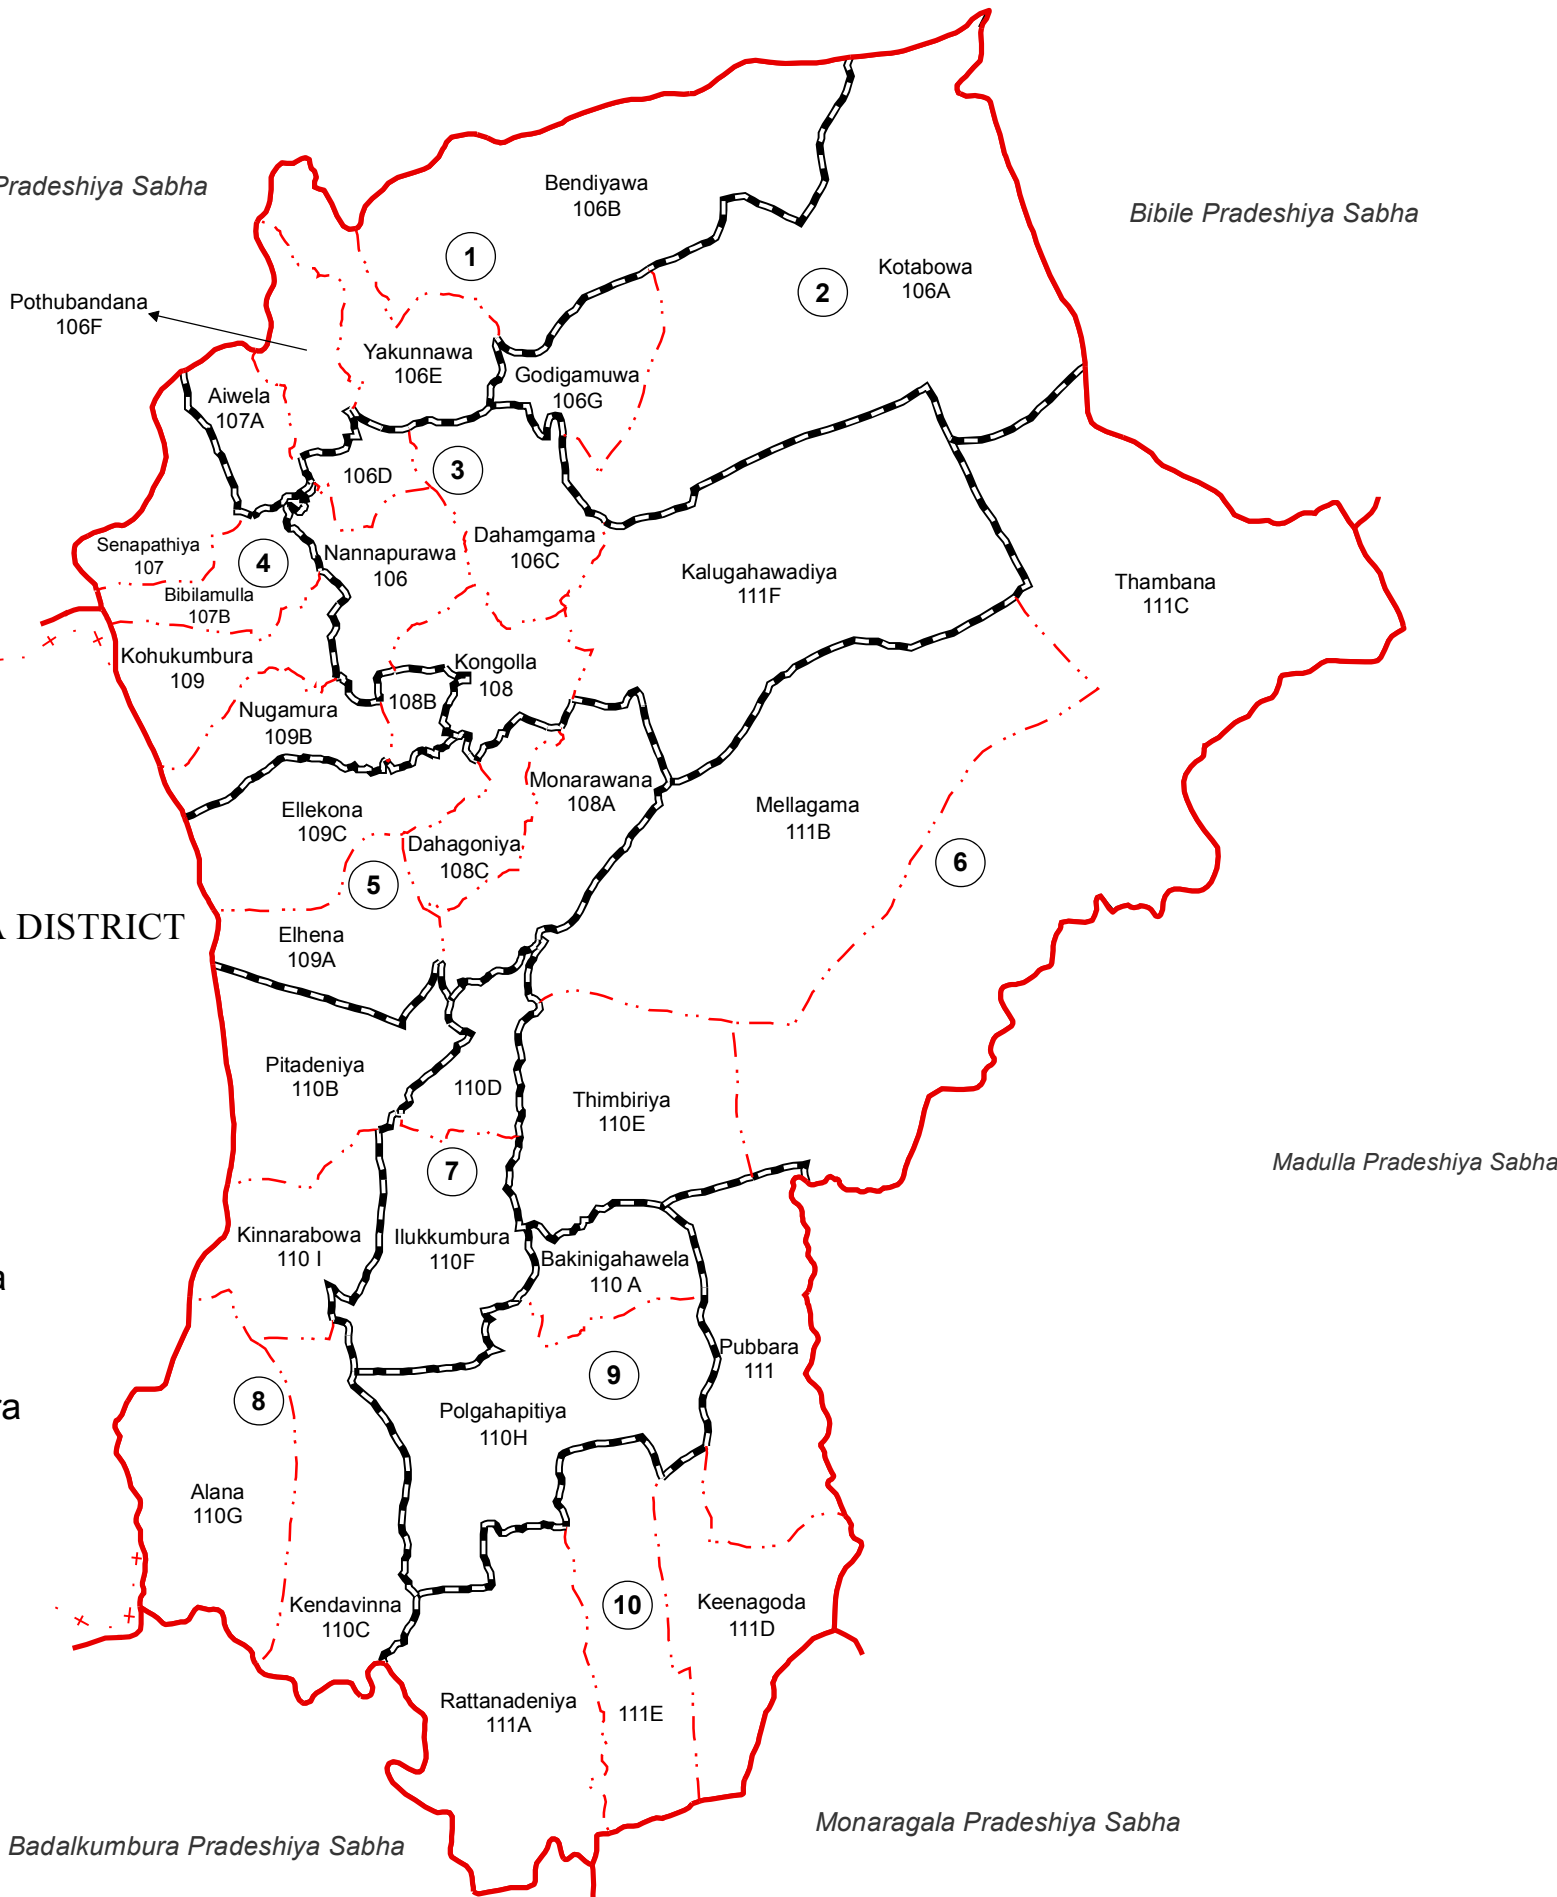 Pradeshiya Sabha
Bendiyawa
106B
Bibile Pradeshiya Sabha
1
Kotabowa
106A
2
Pothubandana
106F
Yakunnawa
106E
Godigamuwa
106G
Aiwela
107A
106D
3
Senapathiya
107
4
Nannapurawa
106
Dahamgama
106C
Kalugahawadiya
111F
Thambana
111C
Bibilamulla
107B
Kohukumbura
109
Kongolla
108
108B
Nugamura
109B
Monarawana
108A
Ellekona
109C
Mellagama
111B
Dahagoniya
108C
5
6
A DISTRICT
Elhena
109A
Pitadeniya
110B
110D
Thimbiriya
110E
7
Madulla Pradeshiya Sabha
Kinnarabowa
110 I
Ilukkumbura
110F
Bakinigahawela
110 A
a
Pubbara
111
8
9
ra
Polgahapitiya
110H
Alana
110G
Kendavinna
110C
10
Keenagoda
111D
Rattanadeniya
111A
111E
Monaragala Pradeshiya Sabha
Badalkumbura Pradeshiya Sabha